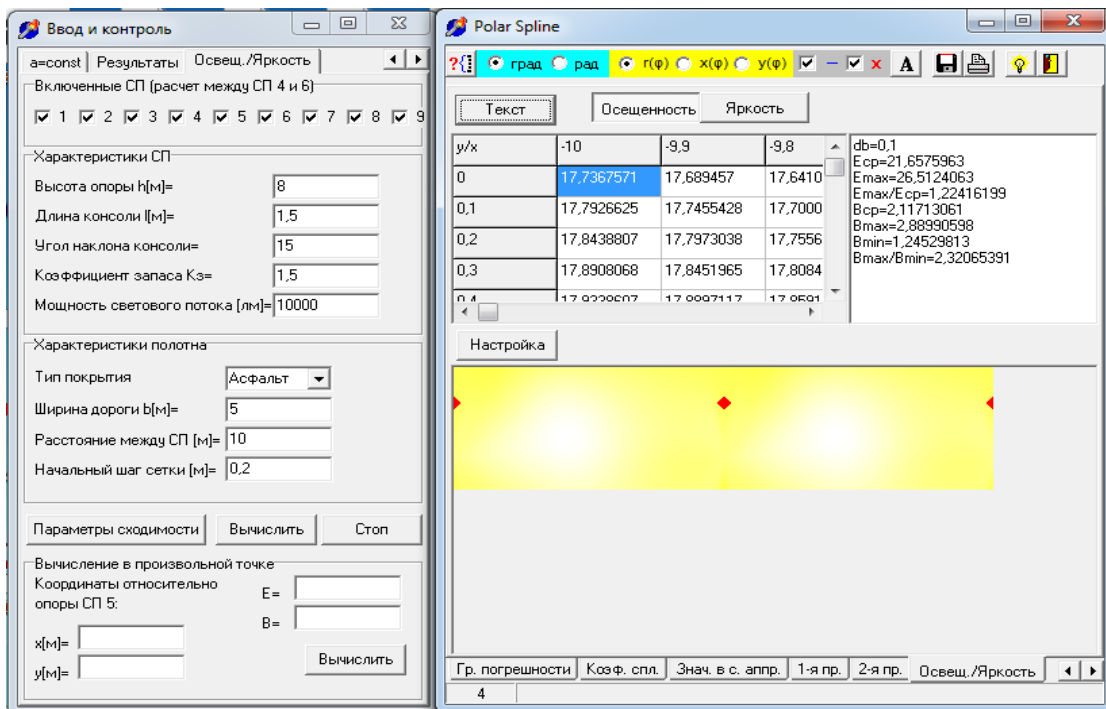 Ввод и контроль
a=const Результаты Освещ./Яркость
Включенные СП (расчет между СП 4 и 6)
1 2 3 4 5 6 7 8 9
Характеристики СП
Высота опоры h[м]= 8
Длина консоли l[м]= 1,5
Угол наклона консоли= 15
Коэффициент запаса Кз= 1,5
Мощность светового потока [лм]= 10000
Характеристики полотна
Тип покрытия Асфальт
Ширина дороги b[м]= 5
Расстояние между СП [м]= 10
Начальный шаг сетки [м]= 0,2
Параметры сходимости Вычислить Стоп
Вычисление в произвольной точке
Координаты относительно
опоры СП 5:
E=
B=
x[м]=
y[м]=
Вычислить
Polar Spline
?{} град рад r(φ) x(φ) y(φ) A
Текст Осещенность Яркость
y/x -10 -9,9 -9,8
0 17,7367571 17,689457 17,6410
0,1 17,7926625 17,7455428 17,7000
0,2 17,8438807 17,7973038 17,7556
0,3 17,8908068 17,8451965 17,8084
0,4
db=0,1
Eср=21,6575963
Emax=26,5124063
Emax/Eср=1,22416199
Bср=2,11713061
Bmax=2,88990598
Bmin=1,24529813
Bmax/Bmin=2,32065391
Настройка
Гр. погрешности Коэф. спл. Знач. в с. аппр. 1-я пр. 2-я пр. Освещ./Яркость
4